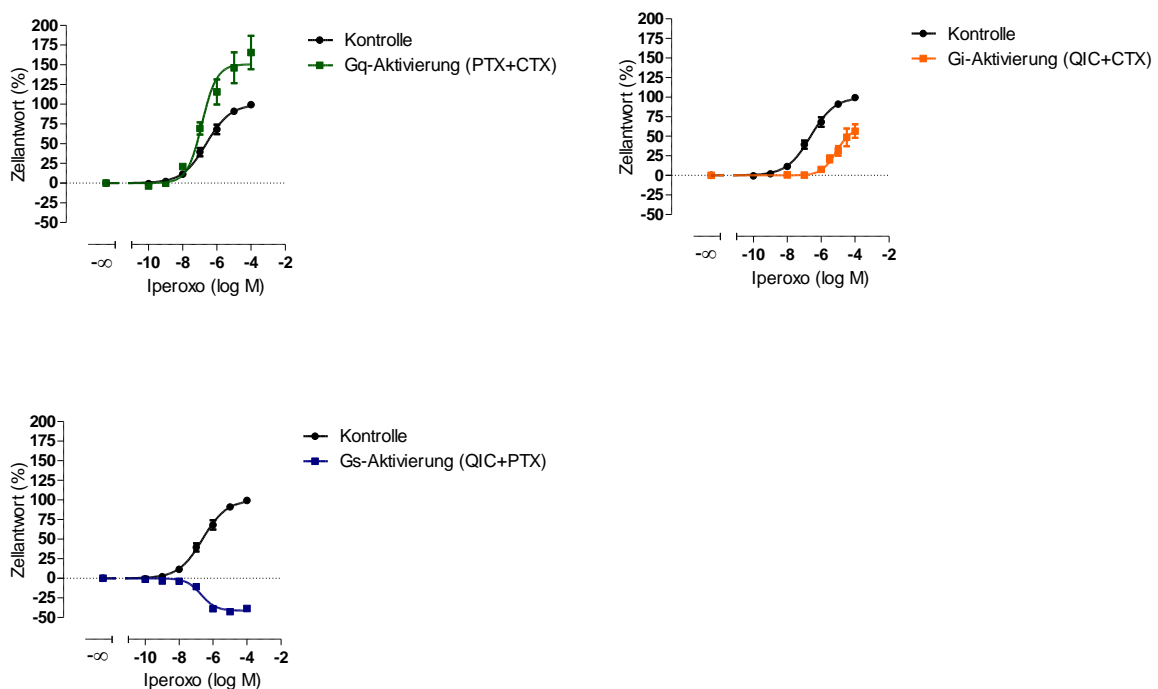 200
175
150
125
100
75
50
25
0
-25
-50
Zellantwort (%)
-∞ -10 -8 -6 -4 -2
Iperoxo (log M)
Kontrolle
Gq-Aktivierung (PTX+CTX)
200
175
150
125
100
75
50
25
0
-25
-50
Zellantwort (%)
-∞ -10 -8 -6 -4 -2
Iperoxo (log M)
Kontrolle
Gi-Aktivierung (QIC+CTX)
200
175
150
125
100
75
50
25
0
-25
-50
Zellantwort (%)
-∞ -10 -8 -6 -4 -2
Iperoxo (log M)
Kontrolle
Gs-Aktivierung (QIC+PTX)